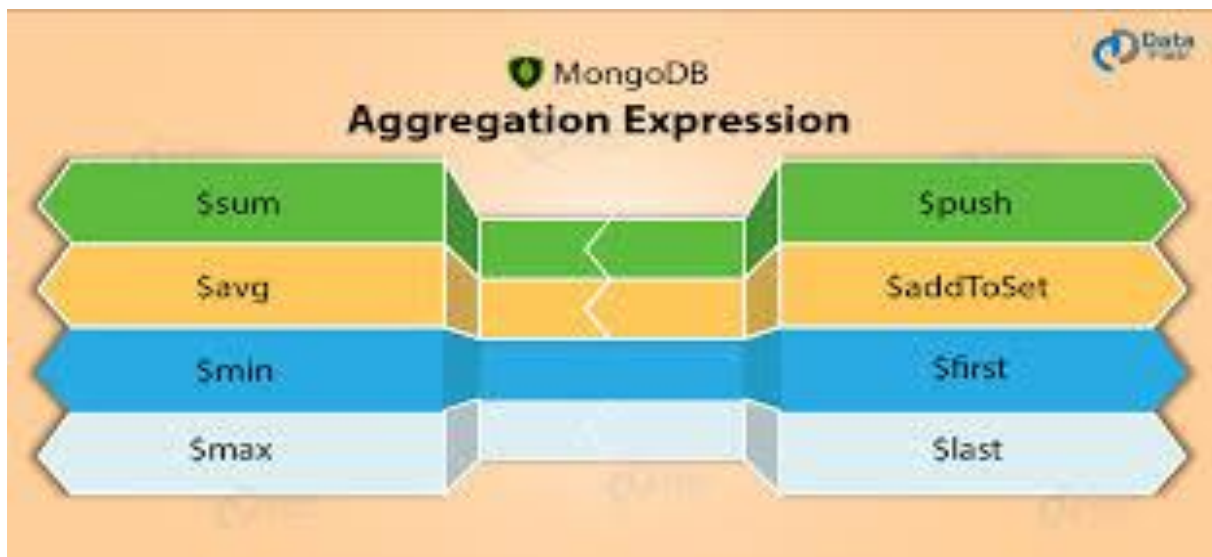 Data
MongoDB
Aggregation Expression
$sum
$push
$avg
$addToSet
$min
$first
$max
$last